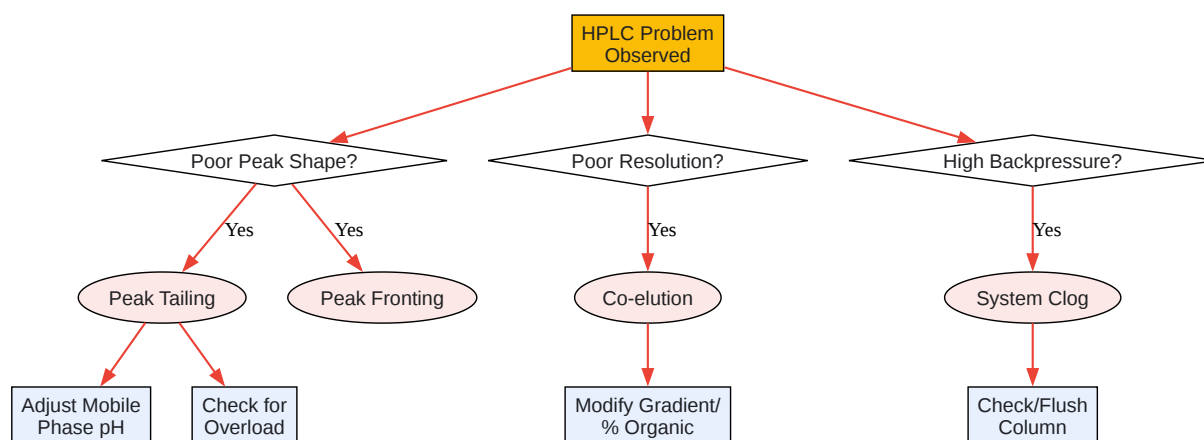 HPLC Problem
Observed
Poor Peak Shape?
Poor Resolution?
High Backpressure?
Yes
Yes
Yes
Yes
Peak Tailing
Peak Fronting
Co-elution
System Clog
Adjust Mobile
Phase pH
Check for
Overload
Modify Gradient/
% Organic
Check/Flush
Column